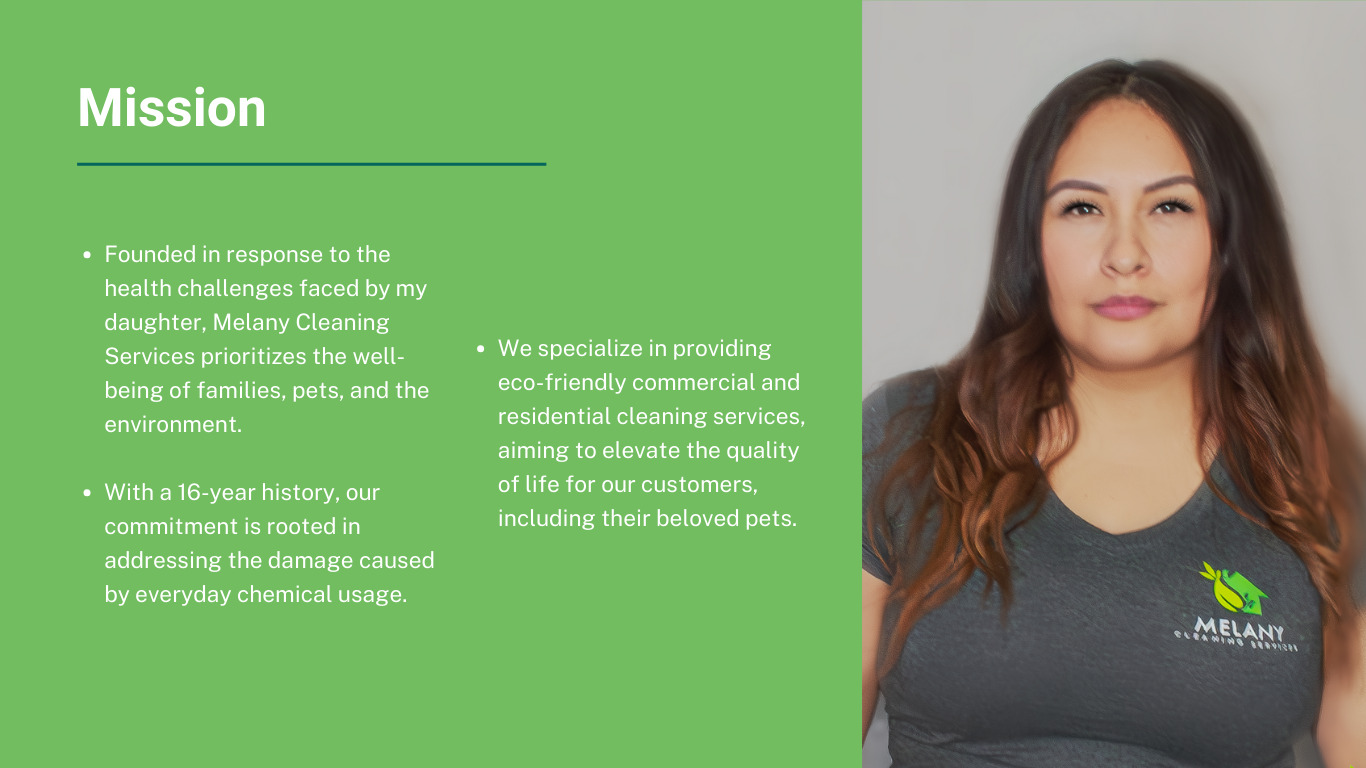 Mission
• Founded in response to the
health challenges faced by my
daughter, Melany Cleaning
Services prioritizes the well-
being of families, pets, and the
environment.
• With a 16-year history, our
commitment is rooted in
addressing the damage caused
by everyday chemical usage.
• We specialize in providing
eco-friendly commercial and
residential cleaning services,
aiming to elevate the quality
of life for our customers,
including their beloved pets.
MELANY
CLEANING SERVICES